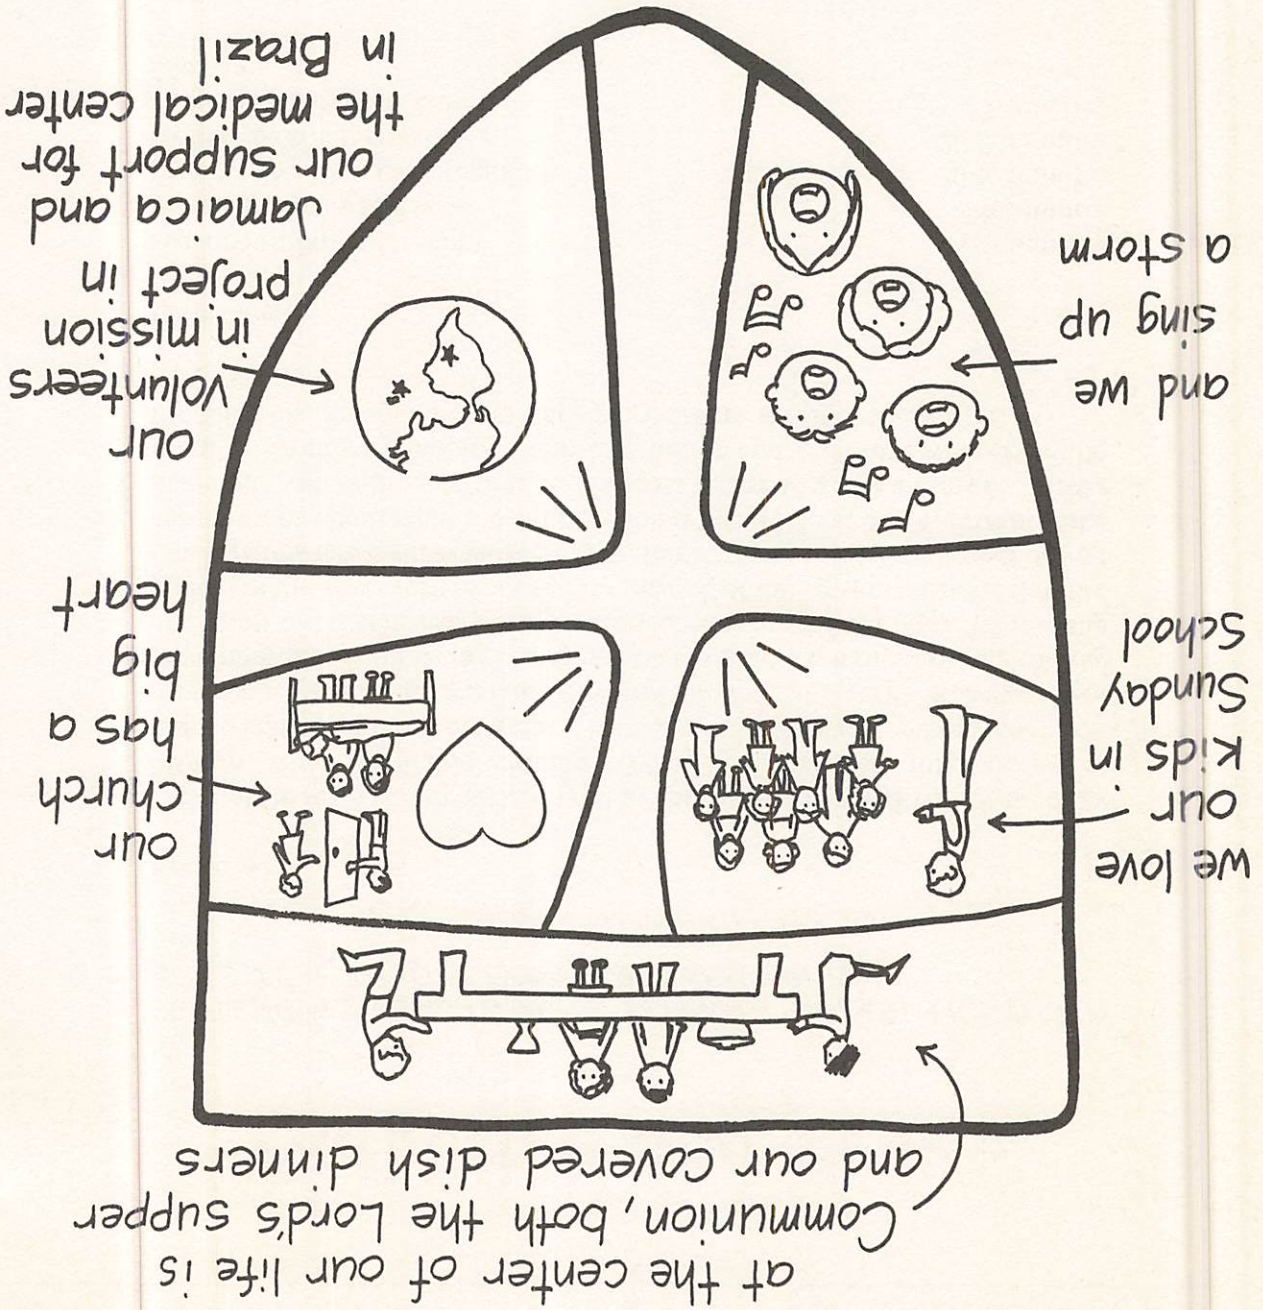 at the center of our life is
Communion, both the Lord's supper
and our covered dish dinners
we love
our
kids in
Sunday
School
our
church
has a
big
heart
and we
sing up
a storm
our
volunteers
in mission
project in
Jamaica and
our support for
the medical center
in Brazil